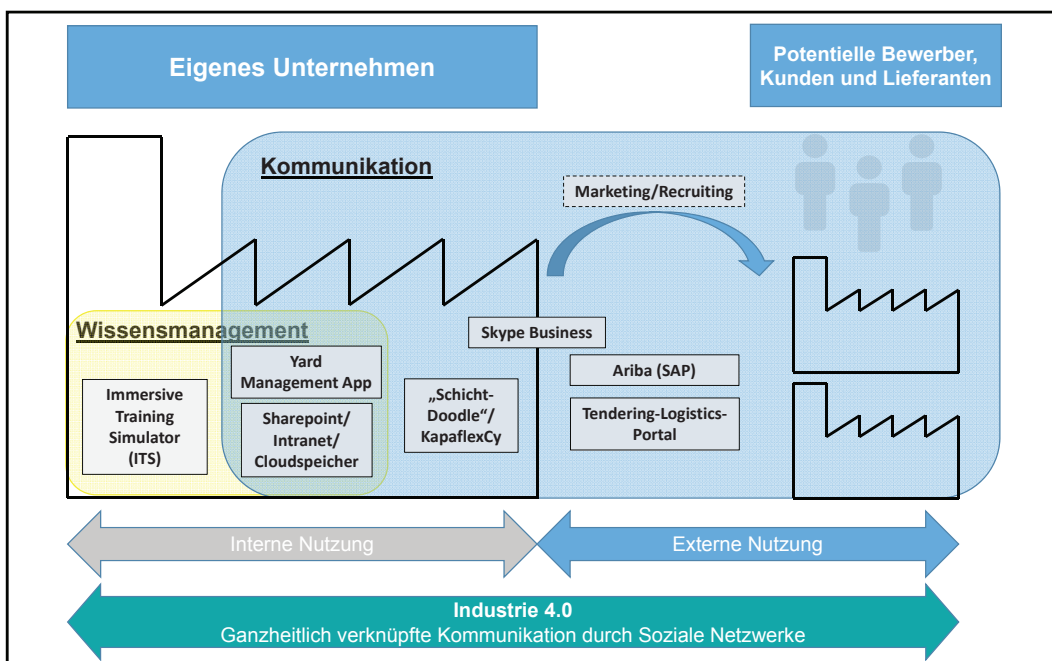 Eigenes Unternehmen
Potentielle Bewerber,
Kunden und Lieferanten
Kommunikation
Marketing/Recruiting
Wissensmanagement
Skype Business
Yard
Management App
Immersive
Training
Simulator
(ITS)
Sharepoint/
Intranet/
Cloudspeicher
„Schicht-
Doodle“/
KapaflexCy
Ariba (SAP)
Tendering-Logistics-
Portal
Interne Nutzung
Externe Nutzung
Industrie 4.0
Ganzheitlich verknüpfte Kommunikation durch Soziale Netzwerke